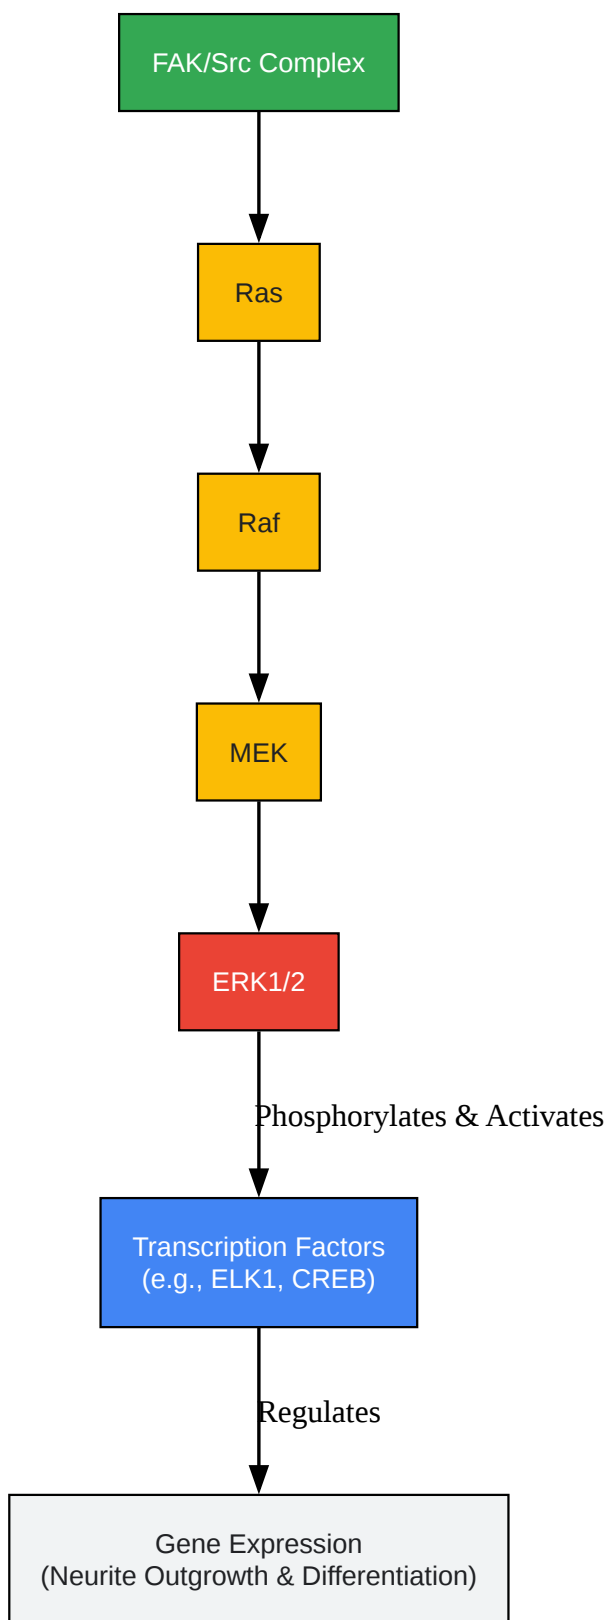 FAK/Src Complex
Ras
Raf
MEK
ERK1/2
Phosphorylates & Activates
Transcription Factors
(e.g., ELK1, CREB)
Regulates
Gene Expression
(Neurite Outgrowth & Differentiation)